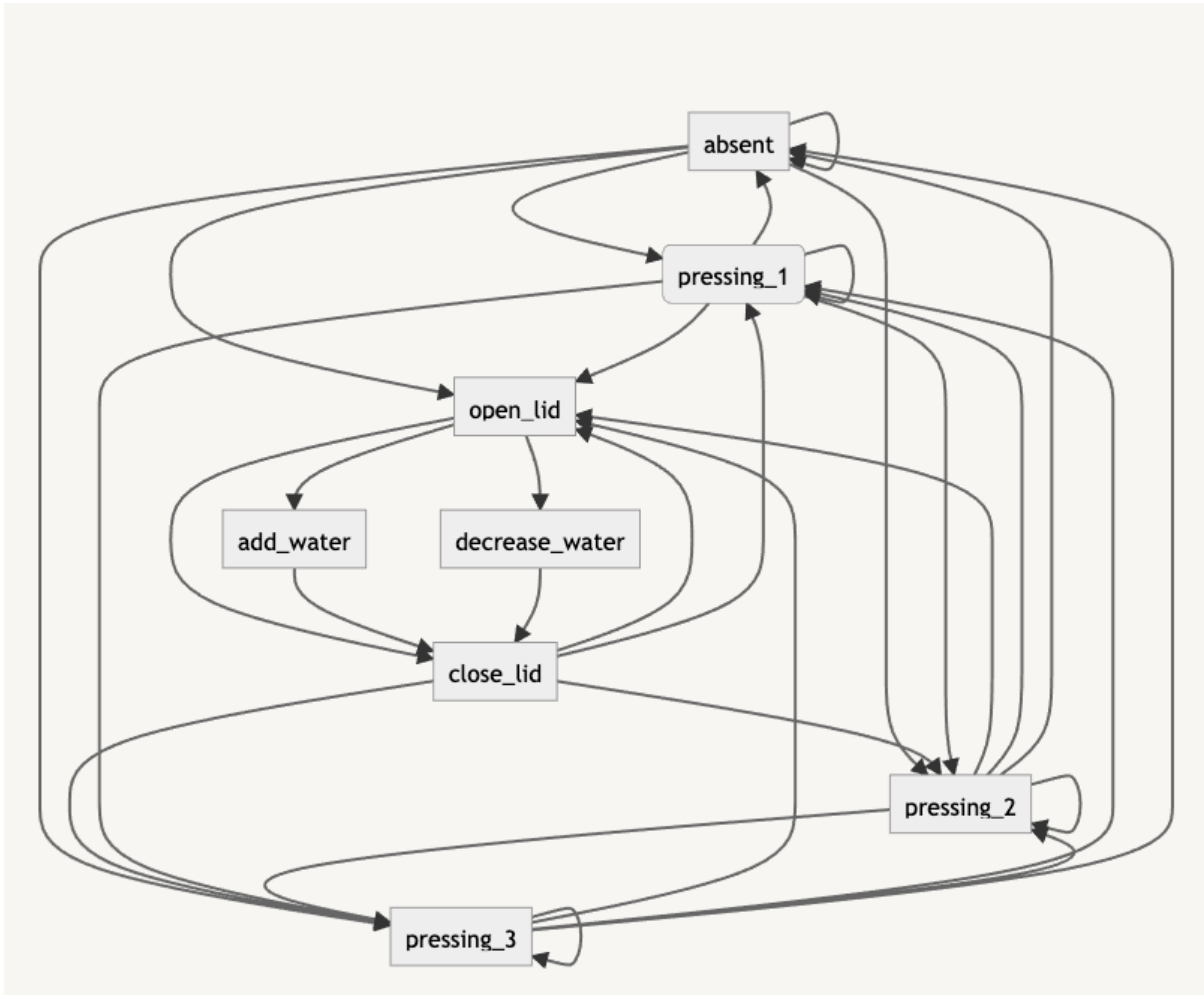 absent
pressing_1
open_lid
add_water
decrease_water
close_lid
pressing_2
pressing_3